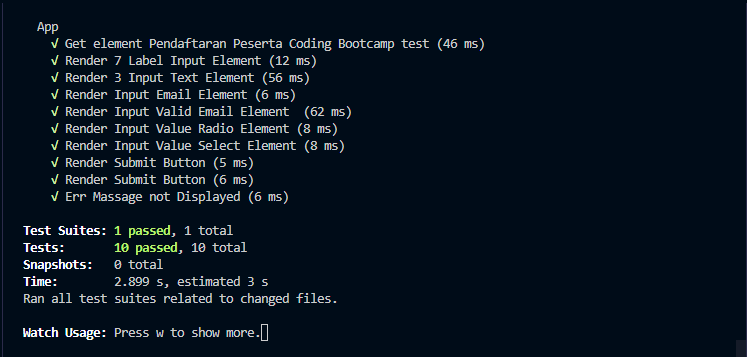 App
√ Get element Pendaftaran Peserta Coding Bootcamp test (46 ms)
√ Render 7 Label Input Element (12 ms)
√ Render 3 Input Text Element (56 ms)
√ Render Input Email Element (6 ms)
√ Render Input Valid Email Element  (62 ms)
√ Render Input Value Radio Element (8 ms)
√ Render Input Value Select Element (8 ms)
√ Render Submit Button (5 ms)
√ Render Submit Button (6 ms)
√ Err Massage not Displayed (6 ms)
Test Suites: 1 passed, 1 total
Tests:       10 passed, 10 total
Snapshots:   0 total
Time:        2.899 s, estimated 3 s
Ran all test suites related to changed files.
Watch Usage: Press w to show more.